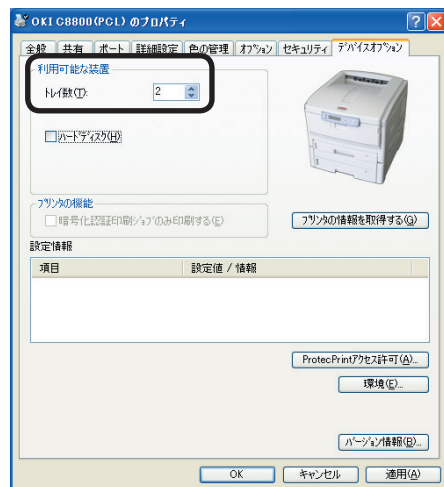 OKI C8800(PCL) のプロパティ
全般 共有 ポート 詳細設定 色の管理 オプション セキュリティ デバイスオプション
利用可能な装置
トレイ数(T): 2
ハードディスク(H)
プリンタの機能
暗号化認証印刷ジョブのみ印刷する(E)
プリンタの情報を取得する(G)
設定情報
項目 設定値 / 情報
ProtecPrintアクセス許可(A)...
環境(E)...
バージョン情報(B)...
OK キャンセル 適用(A)